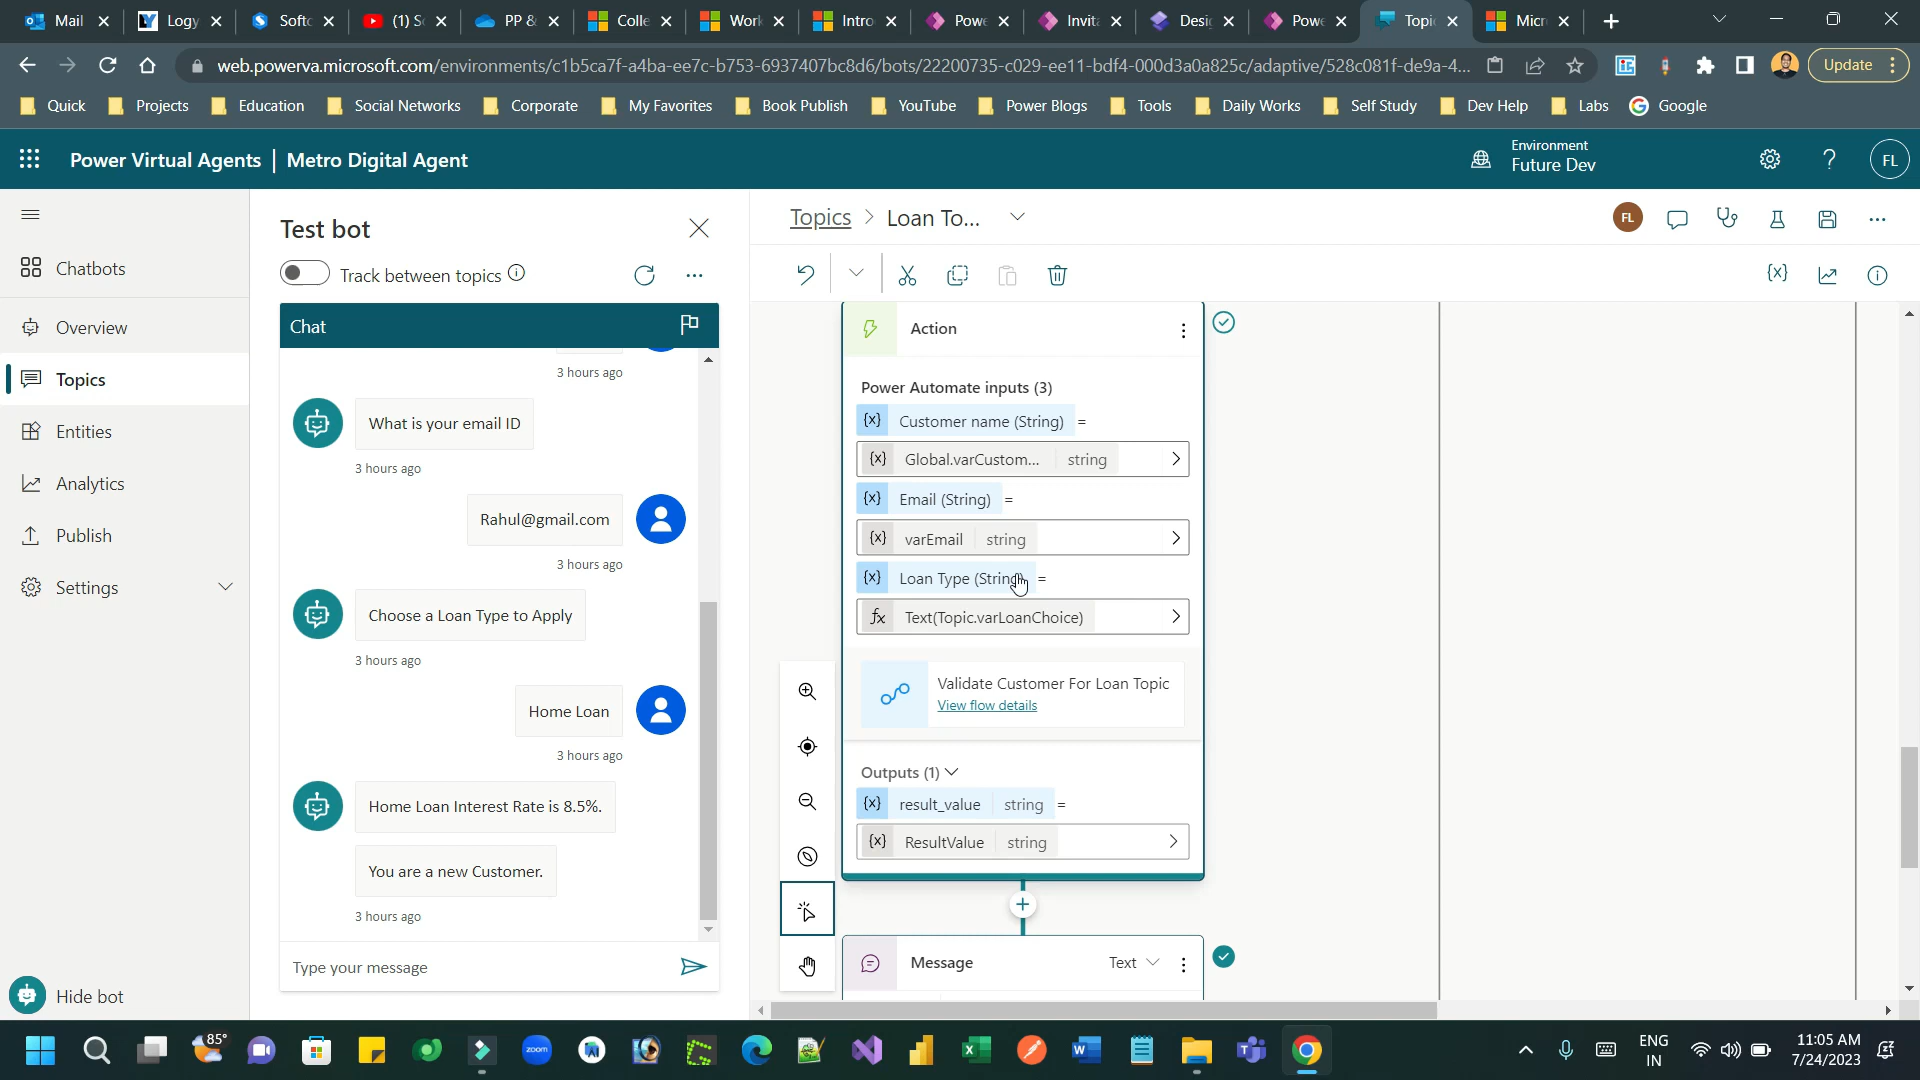 Mail
Logy
Softc
(1) Sc
PP &
Colle
Work
Intro
Powe
Invita
Desig
Powe
Topic
Micr
web.powerva.microsoft.com/environments/c1b5ca7f-a4ba-ee7c-b753-6937407bc8d6/bots/22200735-c029-ee11-bdf4-000d3a0a825c/adaptive/528c081f-de9a-4...
Update
Quick
Projects
Education
Social Networks
Corporate
My Favorites
Book Publish
YouTube
Power Blogs
Tools
Daily Works
Self Study
Dev Help
Labs
Google
Power Virtual Agents | Metro Digital Agent
Environment
Future Dev
FL
Chatbots
Overview
Topics
Entities
Analytics
Publish
Settings
Hide bot
Test bot
Track between topics
Chat
3 hours ago
What is your email ID
3 hours ago
Rahul@gmail.com
3 hours ago
Choose a Loan Type to Apply
3 hours ago
Home Loan
3 hours ago
Home Loan Interest Rate is 8.5%.
You are a new Customer.
3 hours ago
Type your message
Topics > Loan To...
FL
Action
Power Automate inputs (3)
{x} Customer name (String) =
{x} Global.varCustom... string
{x} Email (String) =
{x} varEmail string
{x} Loan Type (String) =
fx Text(Topic.varLoanChoice)
Validate Customer For Loan Topic
View flow details
Outputs (1)
{x} result_value string =
{x} ResultValue string
Message
Text
85°
zoom
ENG
IN
11:05 AM
7/24/2023